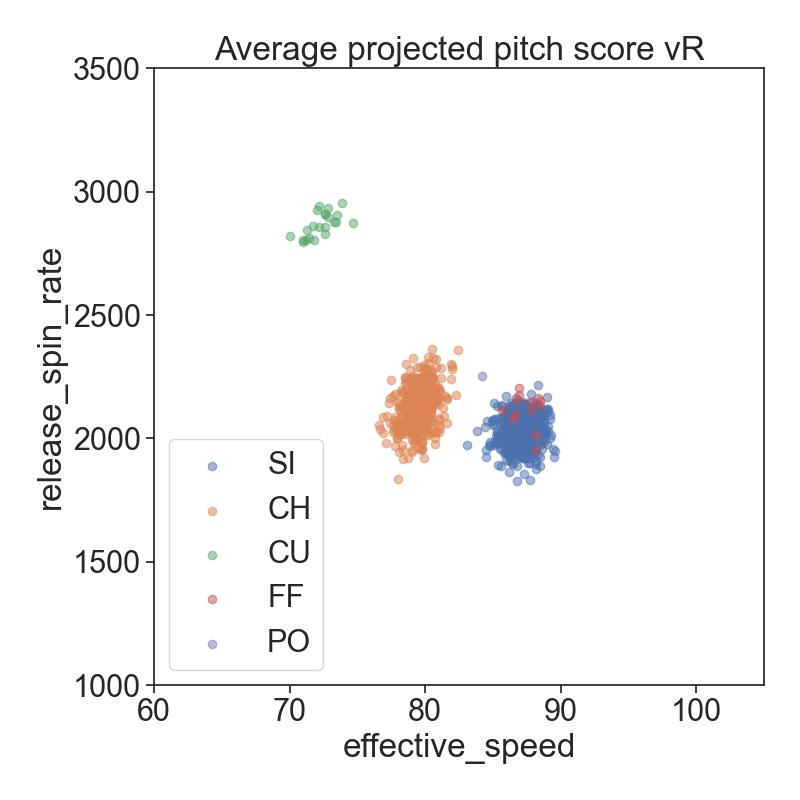 Average projected pitch score vR
3500
3000
2500
2000
1500
1000
release_spin_rate
SI
CH
CU
FF
PO
60 70 80 90 100
effective_speed